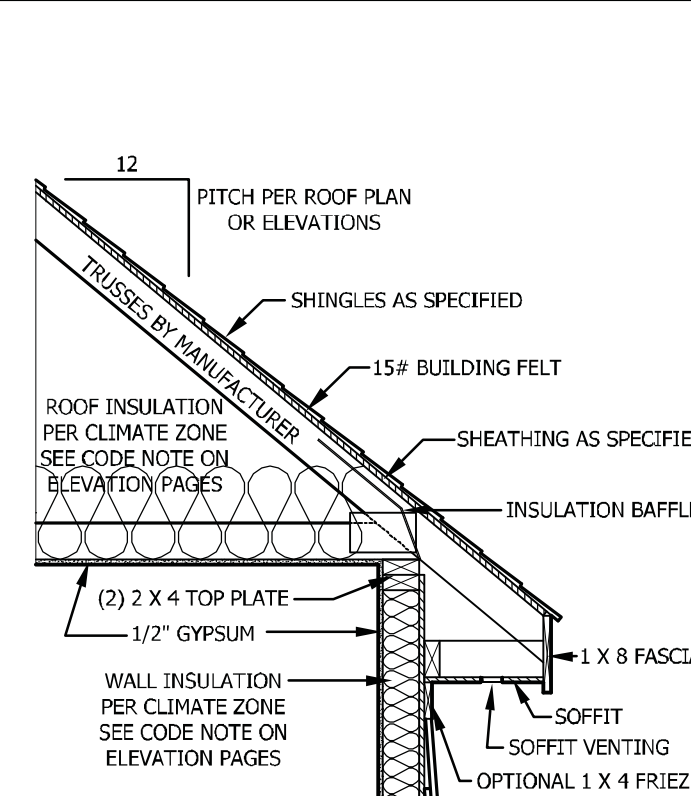 12
PITCH PER ROOF PLAN
OR ELEVATIONS
TRUSSES BY MANUFACTURER
SHINGLES AS SPECIFIED
15# BUILDING FELT
ROOF INSULATION
PER CLIMATE ZONE
SEE CODE NOTE ON
ELEVATION PAGES
SHEATHING AS SPECIFIE
INSULATION BAFFL
(2) 2 X 4 TOP PLATE
1/2" GYPSUM
1 X 8 FASCIA
WALL INSULATION
PER CLIMATE ZONE
SEE CODE NOTE ON
ELEVATION PAGES
SOFFIT
SOFFIT VENTING
OPTIONAL 1 X 4 FRIEZ